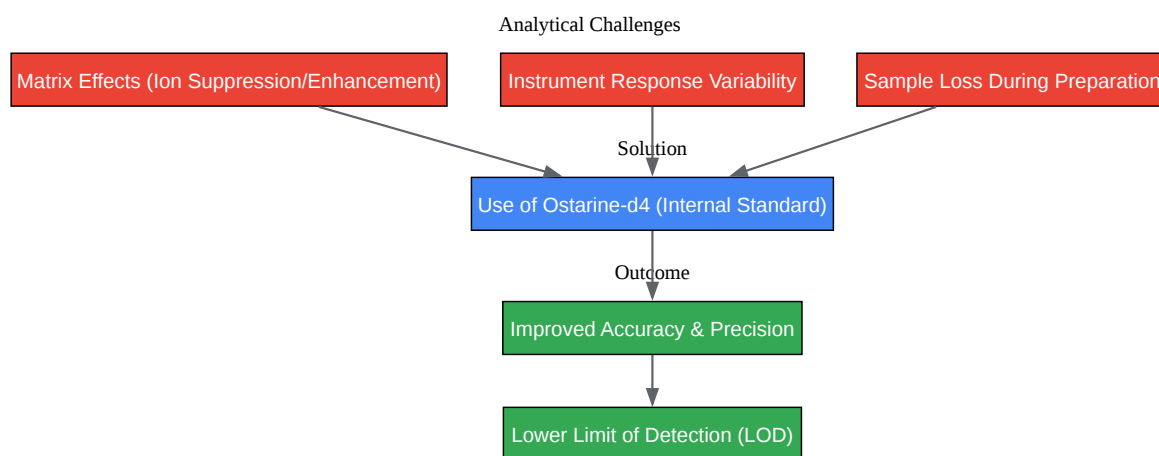 Analytical Challenges
Matrix Effects (Ion Suppression/Enhancement)
Instrument Response Variability
Sample Loss During Preparation
Solution
Use of Ostarine-d4 (Internal Standard)
Outcome
Improved Accuracy & Precision
Lower Limit of Detection (LOD)